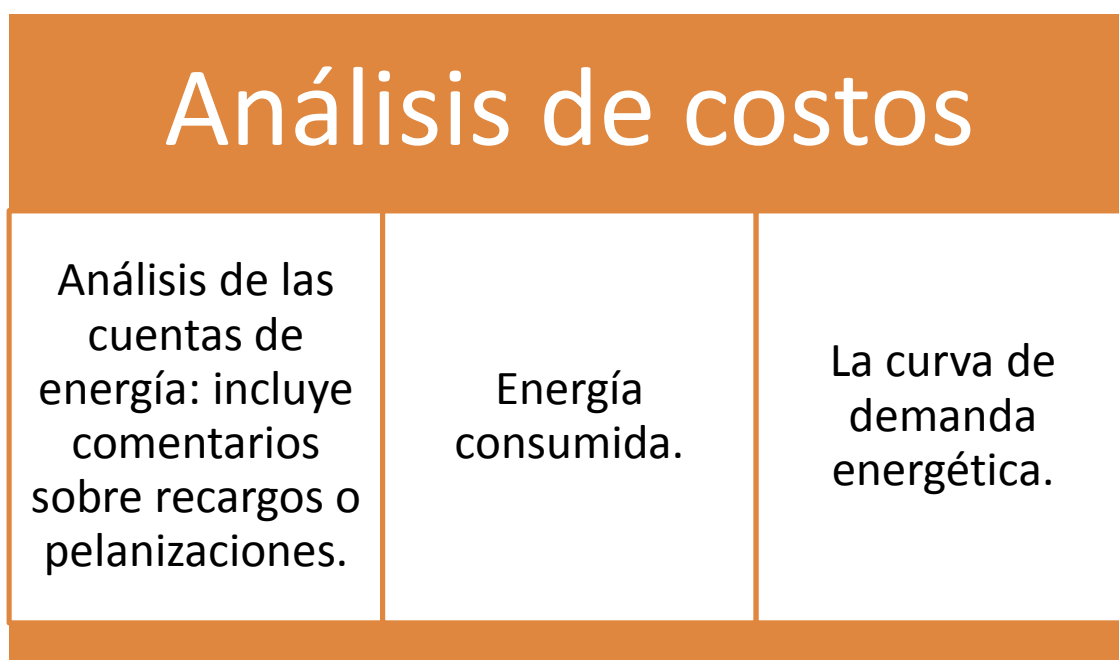 Análisis de costos
Análisis de las
cuentas de
energía: incluye
comentarios
sobre recargos o
pelanizaciones.
Energía
consumida.
La curva de
demanda
energética.